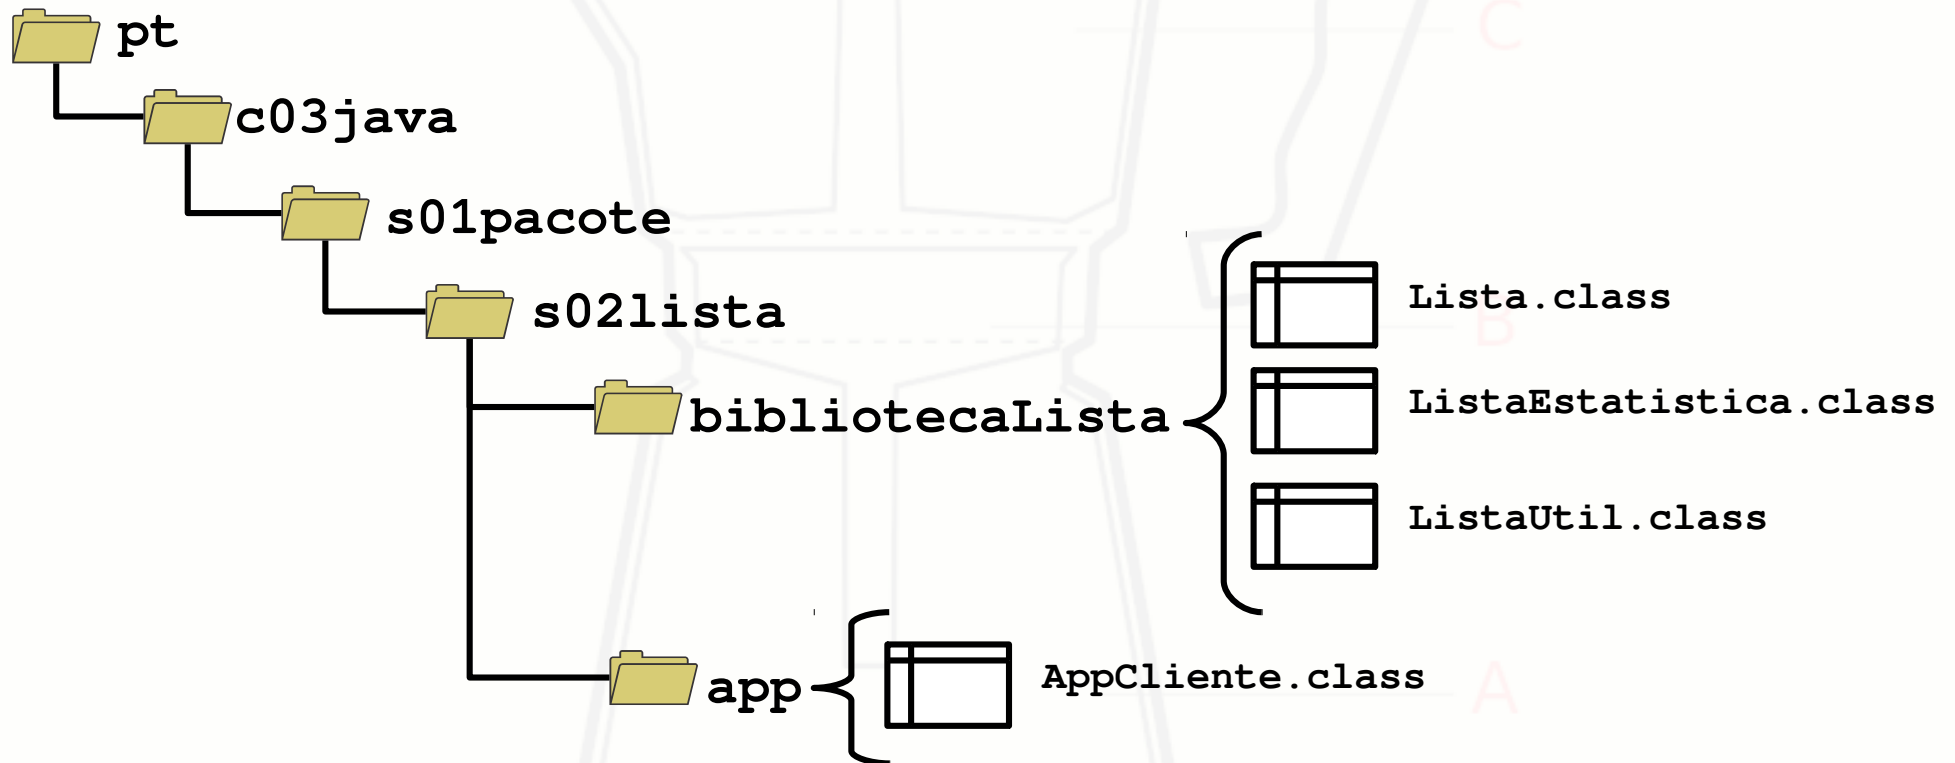 pt
C
c03java
s01pacote
Lista.class
s02lista
B
ListaEstatistica.class
bibliotecaLista
ListaUtil.class
AppCliente.class
app
A